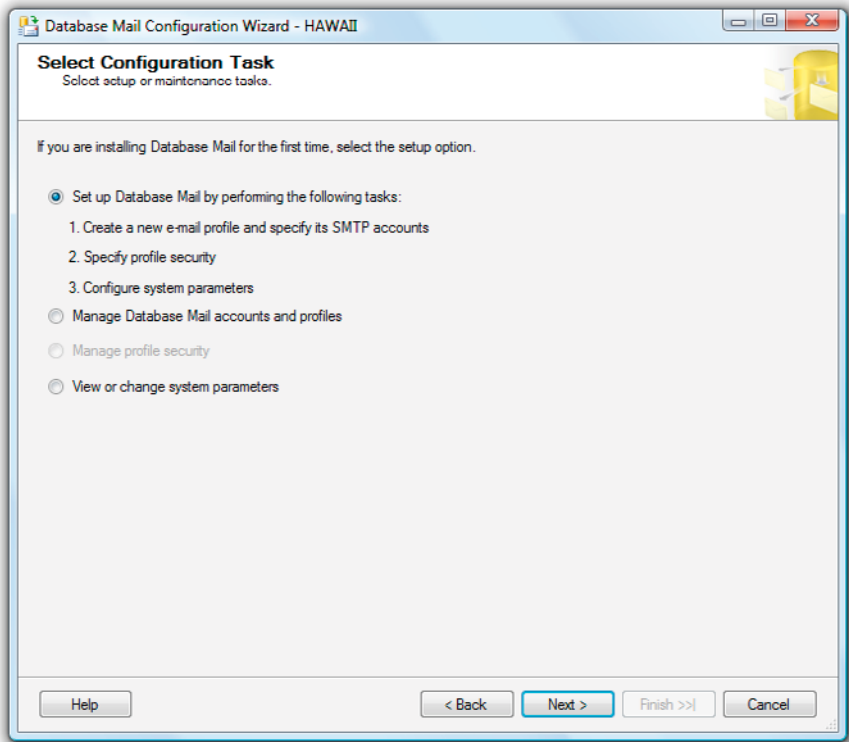 Database Mail Configuration Wizard - HAWAII
Select Configuration Task
Select setup or maintenance tasks.
If you are installing Database Mail for the first time, select the setup option.
Set up Database Mail by performing the following tasks:
1. Create a new e-mail profile and specify its SMTP accounts
2. Specify profile security
3. Configure system parameters
Manage Database Mail accounts and profiles
Manage profile security
View or change system parameters
Help < Back Next > Finish >>| Cancel